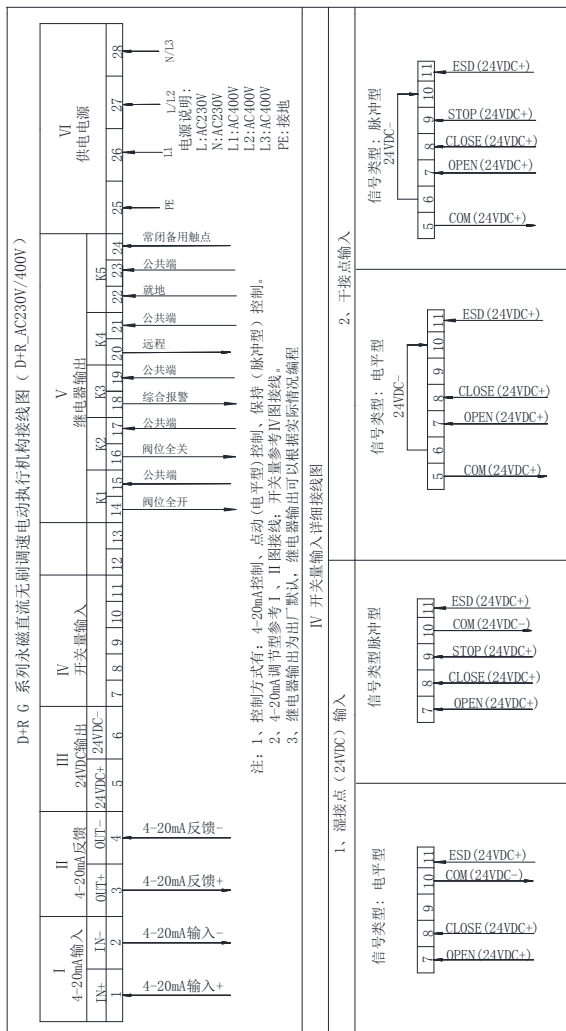 D+R G 系列永磁直流无刷调速电动执行机构接线图（D+R_AC230V/400V）
I
4-20mA输入
II
4-20mA反馈
III
24VDC输出
IV
开关量输入
V
继电器输出
VI
供电电源
IN+ IN- OUT+ OUT- 24VDC+ 24VDC- K1 K2 K3 K4 K5
1 2 3 4 5 6 7 8 9 10 11 12 13 14 15 16 17 18 19 20 21 22 23 24 25 26 27 28
4-20mA输入+
4-20mA输入-
4-20mA反馈+
4-20mA反馈-
阀位全开
公共端
阀位全关
公共端
综合报警
公共端
远程
公共端
就地
公共端
常闭备用触点
PE
L1
L/L2
N/L3
电源说明：
L:AC230V
N:AC230V
L1:AC400V
L2:AC400V
L3:AC400V
PE:接地
注：1、控制方式有：4-20mA控制、点动(电平型)控制、保持（脉冲型）控制。
2、4-20mA调节型参考I、II图接线；开关量参考IV图接线。
3、继电器输出为出厂默认，继电器输出可以根据实际情况编程
IV 开关量输入详细接线图
1、湿接点（24VDC）输入
2、干接点输入
信号类型：电平型
7 8 9 10 11
OPEN(24VDC+)
CLOSE(24VDC+)
COM(24VDC-)
ESD(24VDC+)
信号类型脉冲型
7 8 9 10 11
OPEN(24VDC+)
CLOSE(24VDC+)
STOP(24VDC+)
COM(24VDC-)
ESD(24VDC+)
信号类型：电平型
24VDC-
5 6 7 8 9 10 11
COM(24VDC+)
OPEN(24VDC+)
CLOSE(24VDC+)
ESD(24VDC+)
信号类型：脉冲型
24VDC-
5 6 7 8 9 10 11
COM(24VDC+)
OPEN(24VDC+)
CLOSE(24VDC+)
STOP(24VDC+)
ESD(24VDC+)